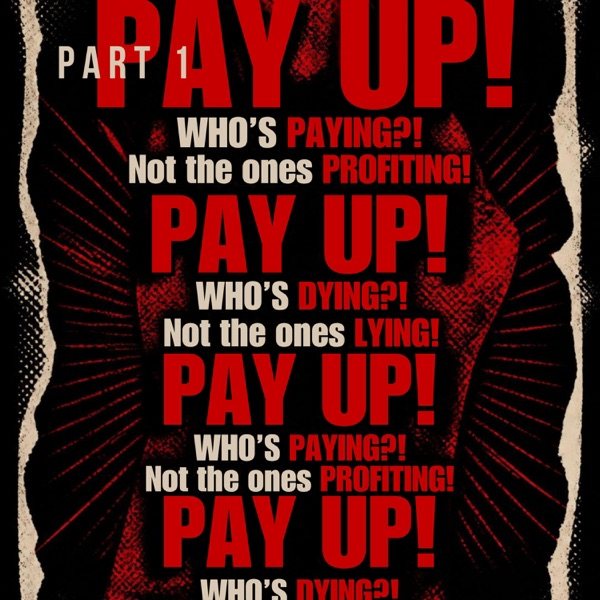 PAY UP!
PART 1
WHO'S PAYING?!
Not the ones PROFITING!
PAY UP!
WHO'S DYING?!
Not the ones LYING!
PAY UP!
WHO'S PAYING?!
Not the ones PROFITING!
PAY UP!
WHO'S DYING?!